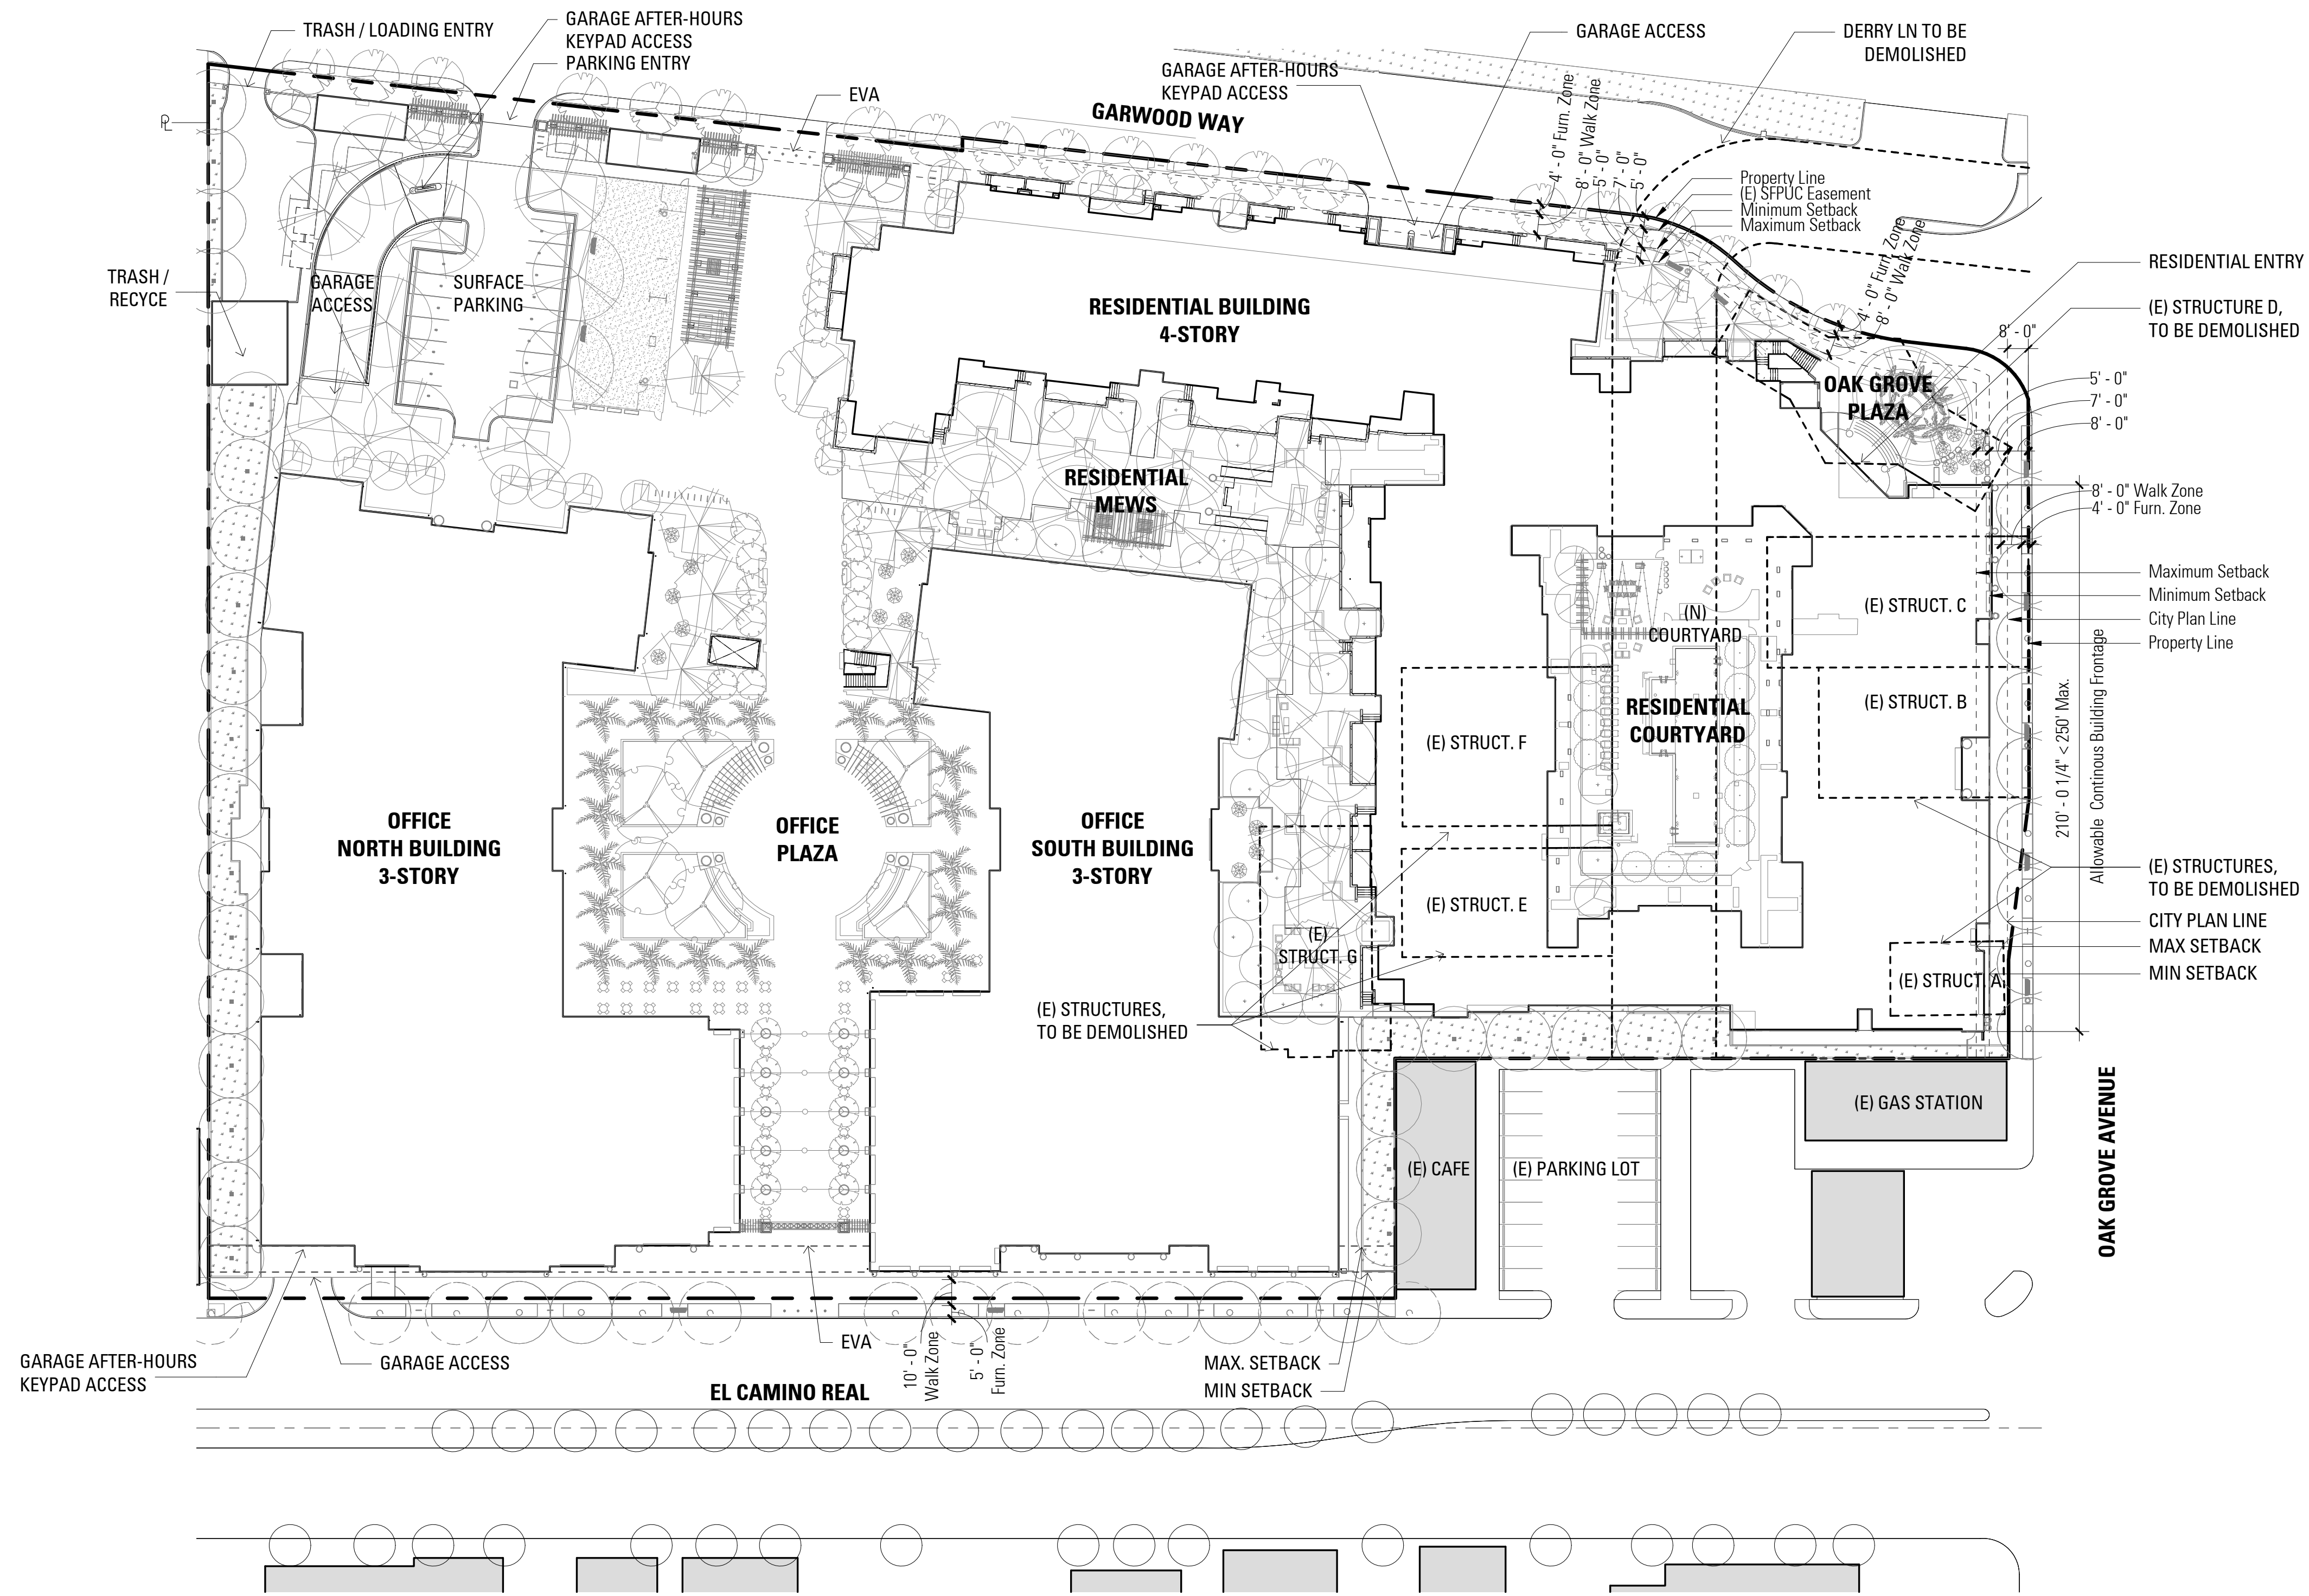 TRASH / LOADING ENTRY
GARAGE AFTER-HOURS
KEYPAD ACCESS
PARKING ENTRY
EVA
GARAGE AFTER-HOURS
KEYPAD ACCESS
GARWOOD WAY
GARAGE ACCESS
DERRY LN TO BE
DEMOLISHED
4' - 0" Furn. Zone
8' - 0" Walk Zone
5' - 0"
7' - 0"
5' - 0"
Property Line
(E) SFPUC Easement
Minimum Setback
Maximum Setback
4' - 0" Furn. Zone
8' - 0" Walk Zone
RESIDENTIAL ENTRY
(E) STRUCTURE D,
TO BE DEMOLISHED
8' - 0"
5' - 0"
7' - 0"
8' - 0"
8' - 0" Walk Zone
4' - 0" Furn. Zone
PL
TRASH /
RECYCE
GARAGE
ACCESS
SURFACE
PARKING
RESIDENTIAL BUILDING
4-STORY
OAK GROVE
PLAZA
RESIDENTIAL
MEWS
Maximum Setback
Minimum Setback
City Plan Line
Property Line
(E) STRUCT. C
(N)
COURTYARD
(E) STRUCT. B
RESIDENTIAL
COURTYARD
(E) STRUCT. F
210' - 0 1/4" < 250' Max.
Allowable Continous Building Frontage
OFFICE
NORTH BUILDING
3-STORY
OFFICE
PLAZA
OFFICE
SOUTH BUILDING
3-STORY
(E) STRUCT. E
(E) STRUCTURES,
TO BE DEMOLISHED
CITY PLAN LINE
MAX SETBACK
MIN SETBACK
(E)
STRUCT. G
(E) STRUCT. A
(E) STRUCTURES,
TO BE DEMOLISHED
(E) GAS STATION
(E) CAFE
(E) PARKING LOT
OAK GROVE AVENUE
GARAGE AFTER-HOURS
KEYPAD ACCESS
GARAGE ACCESS
EVA
10' - 0"
Walk Zone
5' - 0"
Furn. Zone
MAX. SETBACK
MIN SETBACK
EL CAMINO REAL